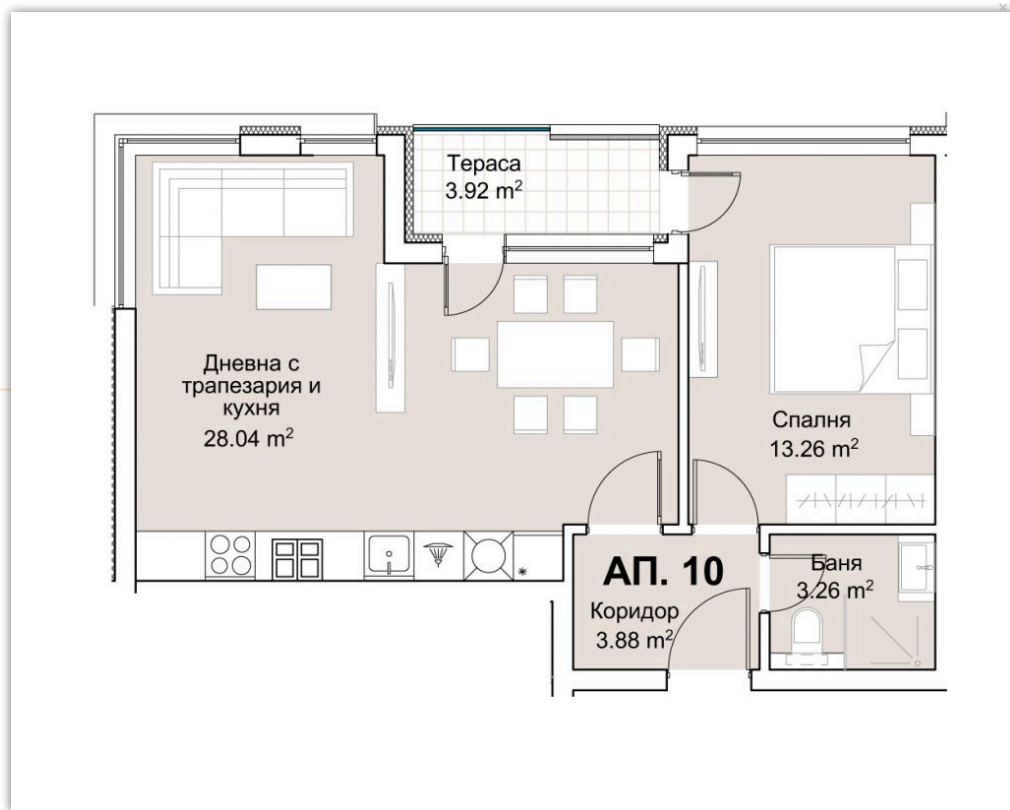 Тераса
3.92 m²
Дневна с
трапезария и
кухня
28.04 m²
Спалня
13.26 m²
АП. 10
Коридор
3.88 m²
Баня
3.26 m²